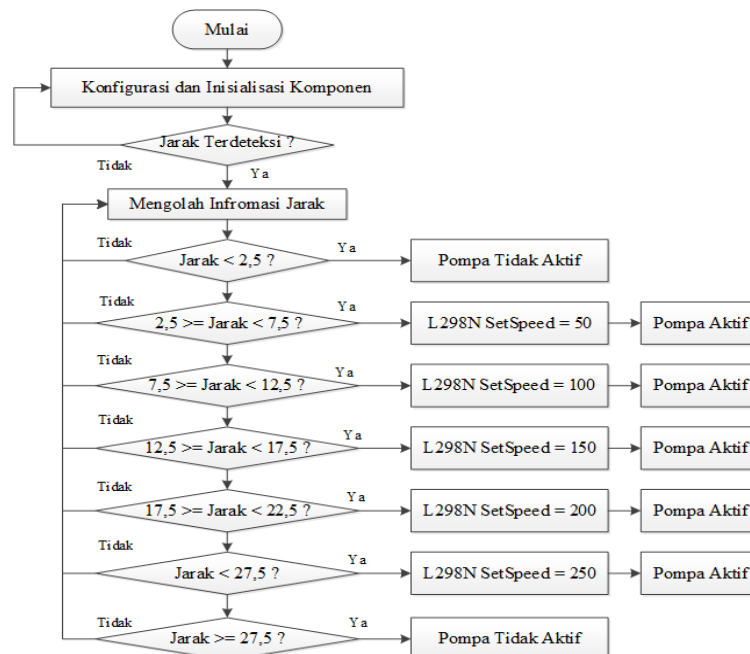 Mulai
Konfigurasi dan Inisialisasi Komponen
Jarak Terdeteksi ?
Tidak
Ya
Mengolah Infromasi Jarak
Tidak
Ya
Jarak < 2,5 ?
Pompa Tidak Aktif
Tidak
Ya
2,5 >= Jarak < 7,5 ?
L298N SetSpeed = 50
Pompa Aktif
Tidak
Ya
7,5 >= Jarak < 12,5 ?
L298N SetSpeed = 100
Pompa Aktif
Tidak
Ya
12,5 >= Jarak < 17,5 ?
L298N SetSpeed = 150
Pompa Aktif
Tidak
Ya
17,5 >= Jarak < 22,5 ?
L298N SetSpeed = 200
Pompa Aktif
Tidak
Ya
Jarak < 27,5 ?
L298N SetSpeed = 250
Pompa Aktif
Tidak
Ya
Jarak >= 27,5 ?
Pompa Tidak Aktif